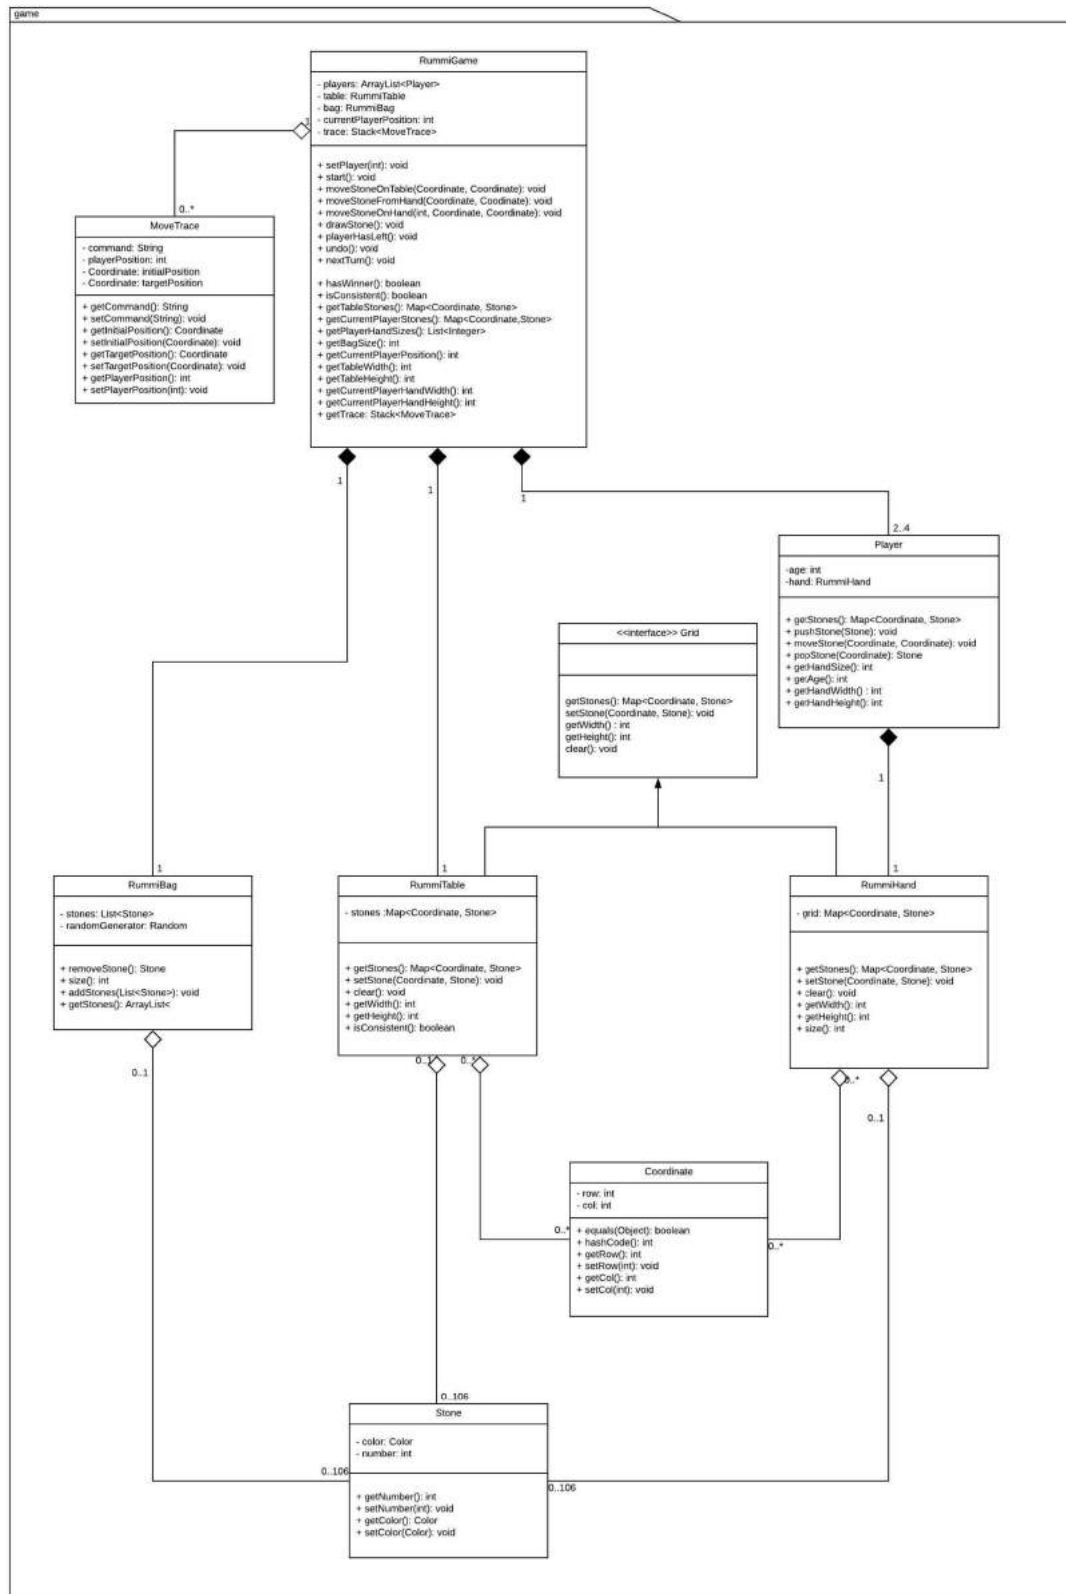 game
RummiGame
- players: ArrayList<Player>
- table: RummiTable
- bag: RummiBag
- currentPlayerPosition: int
- trace: Stack<MoveTrace>
+ setPlayer(int): void
+ start(): void
+ moveStoneOnTable(Coordinate, Coordinate): void
+ moveStoneFromHand(Coordinate, Coodinate): void
+ moveStoneOnHand(int, Coordinate, Coordinate): void
+ drawStone(): void
+ playerHasLeft(): void
+ undo(): void
+ nextTurn(): void
+ hasWinner(): boolean
+ isConsistent(): boolean
+ getTableStones(): Map<Coordinate, Stone>
+ getCurrentPlayerStones(): Map<Coordinate,Stone>
+ getPlayerHandSizes(): List<Integer>
+ getBagSize(): int
+ getCurrentPlayerPosition(): int
+ getTableWidth(): int
+ getTableHeight(): int
+ getCurrentPlayerHandWidth(): int
+ getCurrentPlayerHandHeight(): int
+ getTrace: Stack<MoveTrace>
1
0..*
MoveTrace
- command: String
- playerPosition: int
- Coordinate: initialPosition
- Coordinate: targetPosition
+ getCommand(): String
+ setCommand(String): void
+ getInitialPosition(): Coordinate
+ setInitialPosition(Coordinate): void
+ getTargetPosition(): Coordinate
+ setTargetPosition(Coordinate): void
+ getPlayerPosition(): int
+ setPlayerPosition(int): void
1
1
1
2..4
Player
-age: int
-hand: RummiHand
+ getStones(): Map<Coordinate, Stone>
+ pushStone(Stone): void
+ moveStone(Coordinate, Coordinate): void
+ popStone(Coordinate): Stone
+ getHandSize(): int
+ getAge(): int
+ getHandWidth() : int
+ getHandHeight(): int
<<interface>> Grid
getStones(): Map<Coordinate, Stone>
setStone(Coordinate, Stone): void
getWidth() : int
getHeight(): int
clear(): void
1
1
1
1
RummiBag
- stones: List<Stone>
- randomGenerator: Random
+ removeStone(): Stone
+ size(): int
+ addStones(List<Stone>): void
+ getStones(): ArrayList<
RummiTable
- stones :Map<Coordinate, Stone>
+ getStones(): Map<Coordinate, Stone>
+ setStone(Coordinate, Stone): void
+ clear(): void
+ getWidth(): int
+ getHeight(): int
+ isConsistent(): boolean
RummiHand
- grid: Map<Coordinate, Stone>
+ getStones(): Map<Coordinate, Stone>
+ setStone(Coordinate, Stone): void
+ clear(): void
+ getWidth(): int
+ getHeight(): int
+ size(): int
0..1
0..1
0..*
0..*
0..1
Coordinate
- row: int
- col: int
+ equals(Object): boolean
+ hashCode(): int
+ getRow(): int
+ setRow(int): void
+ getCol(): int
+ setCol(int): void
0..*
0..*
0..106
Stone
- color: Color
- number: int
+ getNumber(): int
+ setNumber(int): void
+ getColor(): Color
+ setColor(Color): void
0..106
0..106